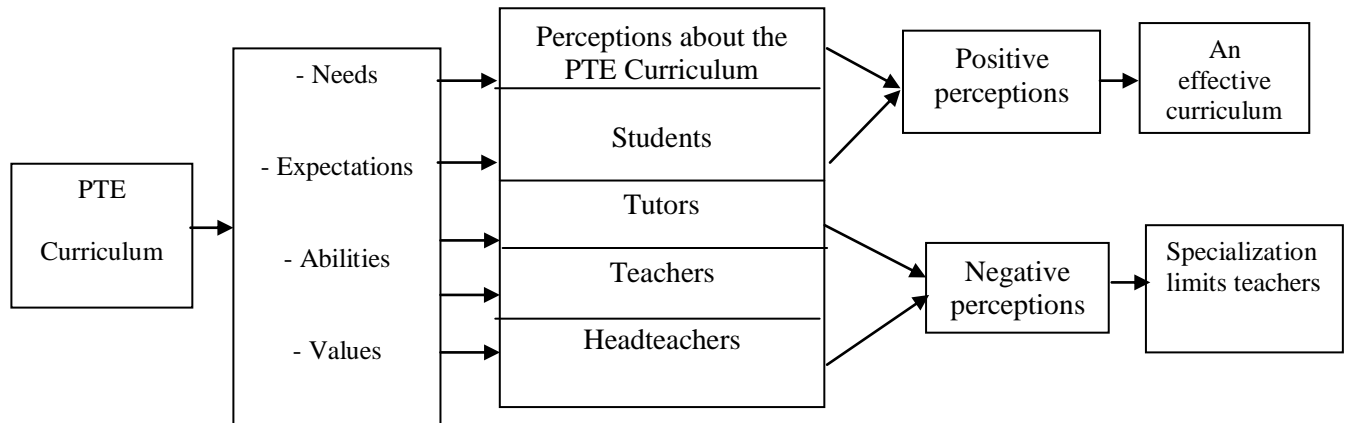 PTE
Curriculum
- Needs
- Expectations
- Abilities
- Values
Perceptions about the
PTE Curriculum
Students
Tutors
Teachers
Headteachers
Positive
perceptions
An
effective
curriculum
Negative
perceptions
Specialization
limits teachers